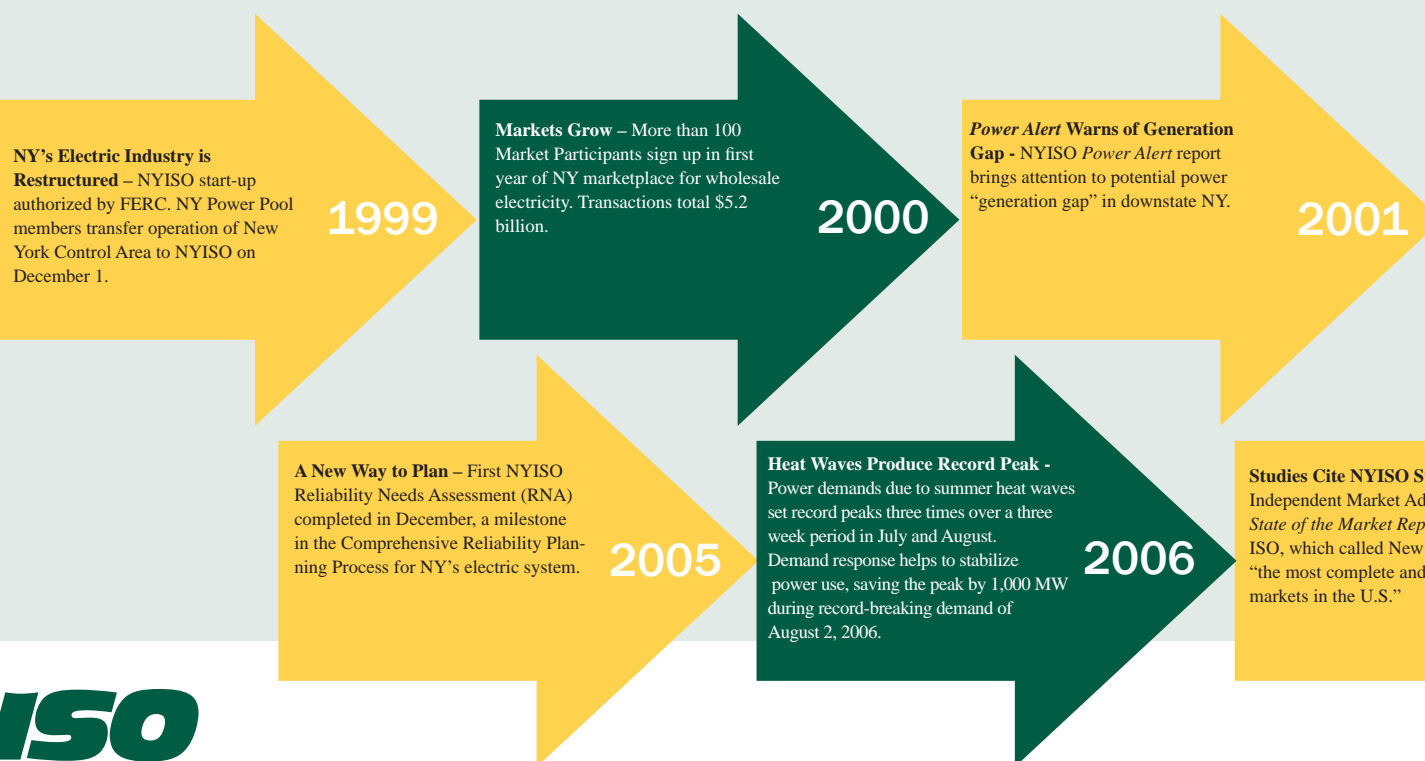 NY’s Electric Industry is
Restructured – NYISO start-up
authorized by FERC. NY Power Pool
members transfer operation of New
York Control Area to NYISO on
December 1.
1999
Markets Grow – More than 100
Market Participants sign up in first
year of NY marketplace for wholesale
electricity. Transactions total $5.2
billion.
2000
Power Alert Warns of Generation
Gap - NYISO Power Alert report
brings attention to potential power
“generation gap” in downstate NY.
2001
A New Way to Plan – First NYISO
Reliability Needs Assessment (RNA)
completed in December, a milestone
in the Comprehensive Reliability Plan-
ning Process for NY’s electric system.
2005
Heat Waves Produce Record Peak -
Power demands due to summer heat waves
set record peaks three times over a three
week period in July and August.
Demand response helps to stabilize
power use, saving the peak by 1,000 MW
during record-breaking demand of
August 2, 2006.
2006
Studies Cite NYISO S
Independent Market Ad
State of the Market Rep
ISO, which called New
“the most complete and
markets in the U.S.”
ISO